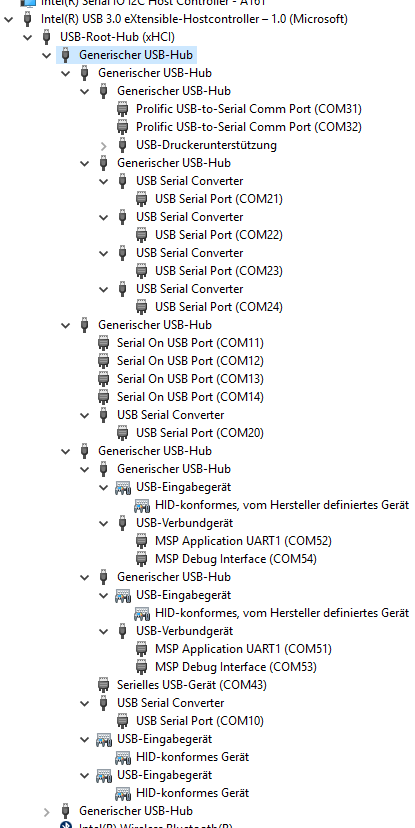 Intel(R) Serial IO I2C Host Controller - A161
Intel(R) USB 3.0 eXtensible-Hostcontroller – 1.0 (Microsoft)
USB-Root-Hub (xHCI)
Generischer USB-Hub
Generischer USB-Hub
Generischer USB-Hub
Prolific USB-to-Serial Comm Port (COM31)
Prolific USB-to-Serial Comm Port (COM32)
USB-Druckerunterstützung
Generischer USB-Hub
USB Serial Converter
USB Serial Port (COM21)
USB Serial Converter
USB Serial Port (COM22)
USB Serial Converter
USB Serial Port (COM23)
USB Serial Converter
USB Serial Port (COM24)
Generischer USB-Hub
Serial On USB Port (COM11)
Serial On USB Port (COM12)
Serial On USB Port (COM13)
Serial On USB Port (COM14)
USB Serial Converter
USB Serial Port (COM20)
Generischer USB-Hub
Generischer USB-Hub
USB-Eingabegerät
HID-konformes, vom Hersteller definiertes Gerät
USB-Verbundgerät
MSP Application UART1 (COM52)
MSP Debug Interface (COM54)
Generischer USB-Hub
USB-Eingabegerät
HID-konformes, vom Hersteller definiertes Gerät
USB-Verbundgerät
MSP Application UART1 (COM51)
MSP Debug Interface (COM53)
Serielles USB-Gerät (COM43)
USB Serial Converter
USB Serial Port (COM10)
USB-Eingabegerät
HID-konformes Gerät
USB-Eingabegerät
HID-konformes Gerät
Generischer USB-Hub
Intel(R) Wireless Bluetooth(R)